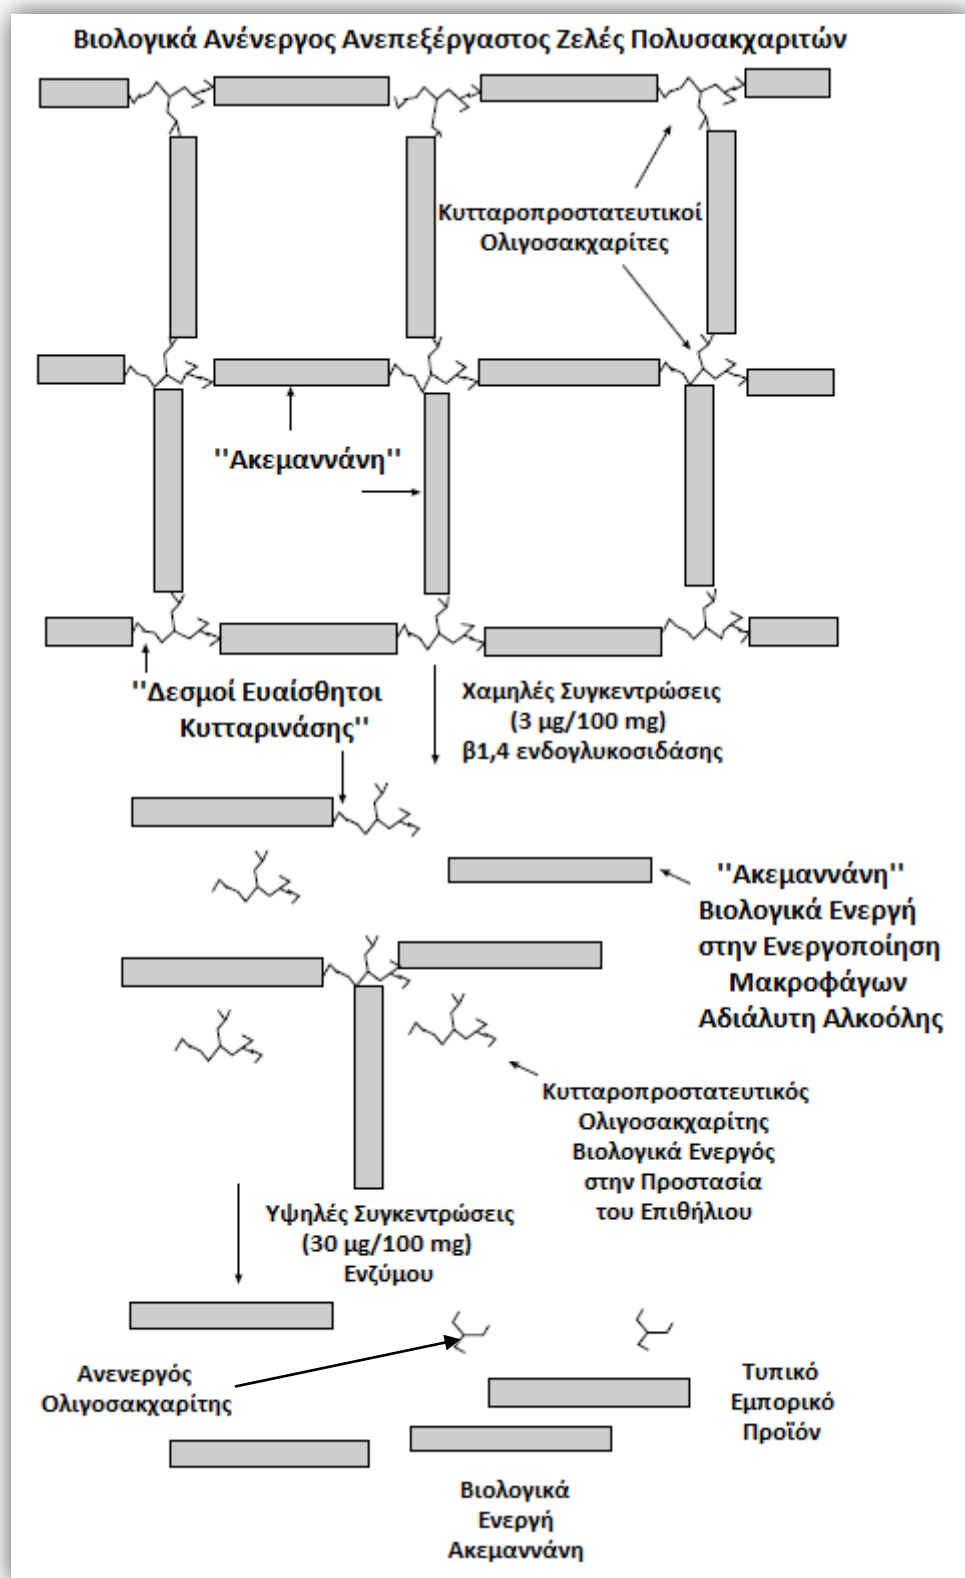 Βιολογικά Ανένεργος Ανεπεξέργαστος Ζελές Πολυσακχαριτών
Κυτταροπροστατευτικοί
Ολιγοσακχαρίτες
"Ακεμαννάνη"
"Δεσμοί Ευαίσθητοι
Κυτταρινάσης"
Χαμηλές Συγκεντρώσεις
(3 μg/100 mg)
β1,4 ενδογλυκοσιδάσης
"Ακεμαννάνη"
Βιολογικά Ενεργή
στην Ενεργοποίηση
Μακροφάγων
Αδιάλυτη Αλκοόλης
Κυτταροπροστατευτικός
Ολιγοσακχαρίτης
Βιολογικά Ενεργός
στην Προστασία
του Επιθήλιου
Υψηλές Συγκεντρώσεις
(30 μg/100 mg)
Ενζύμου
Ανενεργός
Ολιγοσακχαρίτης
Τυπικό
Εμπορικό
Προϊόν
Βιολογικά
Ενεργή
Ακεμαννάνη